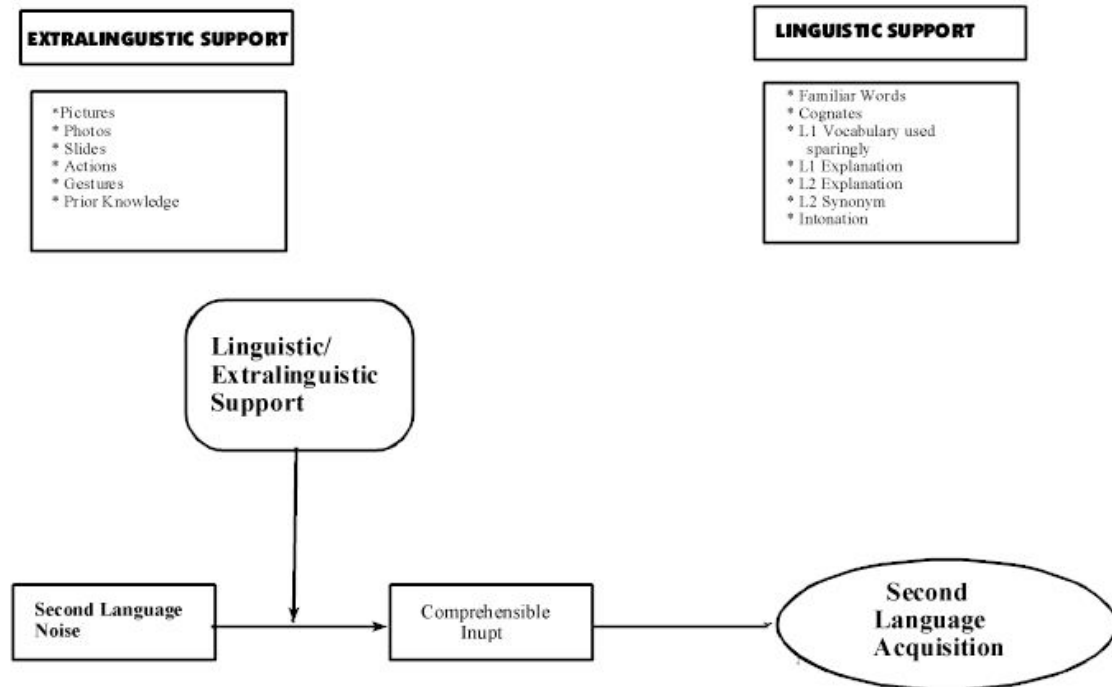 EXTRALINGUISTIC SUPPORT
*Pictures
* Photos
* Slides
* Actions
* Gestures
* Prior Knowledge
LINGUISTIC SUPPORT
* Familiar Words
* Cognates
* L1 Vocabulary used
sparingly
* L1 Explanation
* L2 Explanation
* L2 Synonym
* Intonation
Linguistic/
Extralinguistic
Support
Second Language
Noise
Comprehensible
Inupt
Second
Language
Acquisition